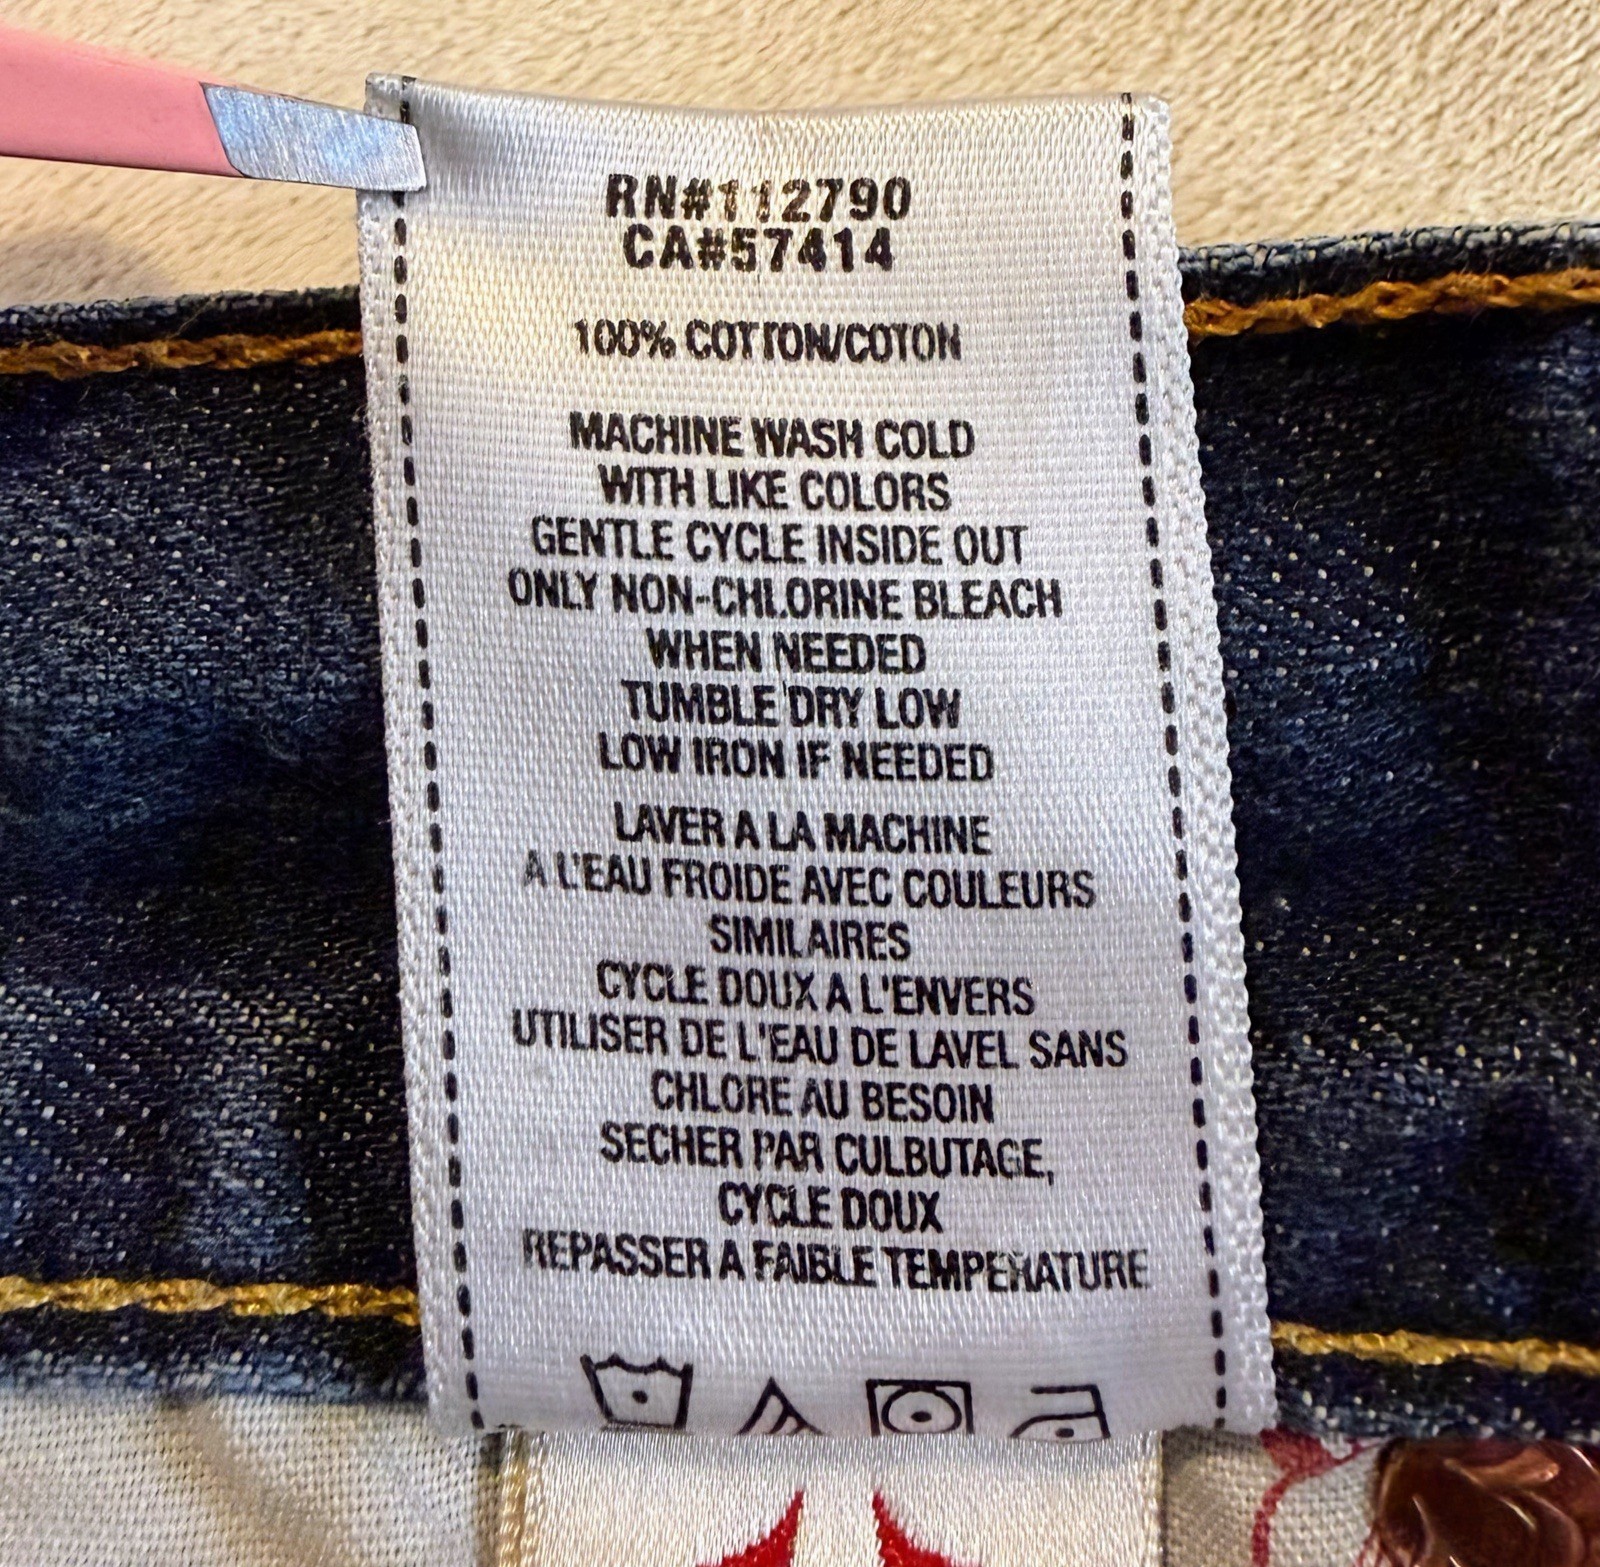 RN#112790
CA#57414
100% COTTON/COTON
MACHINE WASH COLD
WITH LIKE COLORS
GENTLE CYCLE INSIDE OUT
ONLY NON-CHLORINE BLEACH
WHEN NEEDED
TUMBLE DRY LOW
LOW IRON IF NEEDED
LAVER A LA MACHINE
A L'EAU FROIDE AVEC COULEURS
SIMILAIRES
CYCLE DOUX A L'ENVERS
UTILISER DE L'EAU DE LAVEL SANS
CHLORE AU BESOIN
SECHER PAR CULBUTAGE,
CYCLE DOUX
REPASSER A FAIBLE TEMPERATURE